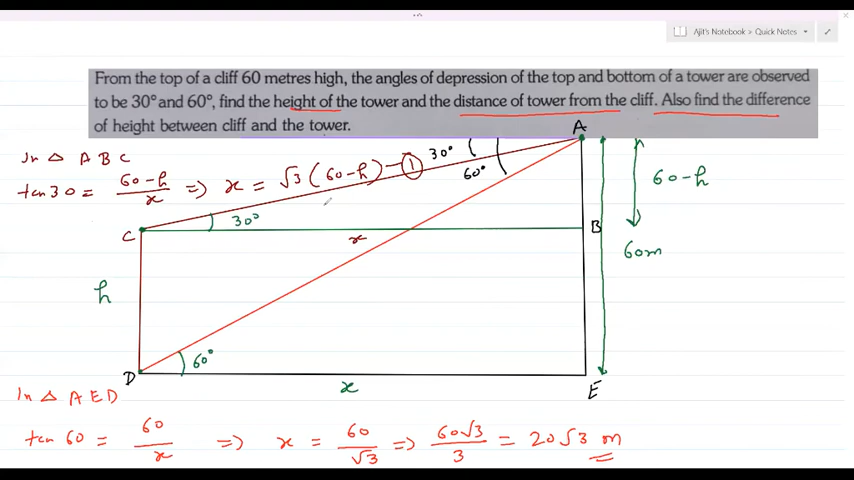 Ajit's Notebook > Quick Notes
From the top of a cliff 60 metres high, the angles of depression of the top and bottom of a tower are observed
to be 30° and 60°, find the height of the tower and the distance of tower from the cliff. Also find the difference
of height between cliff and the tower.
A
In △ ABC
tan 30 = 60-h / x => x = √3 (60-h) — ①
30°
60°
60-h
30°
C
x
B
60m
h
60°
D
x
E
In △ AED
tan 60 = 60 / x => x = 60 / √3 => 60√3 / 3 = 20√3 m